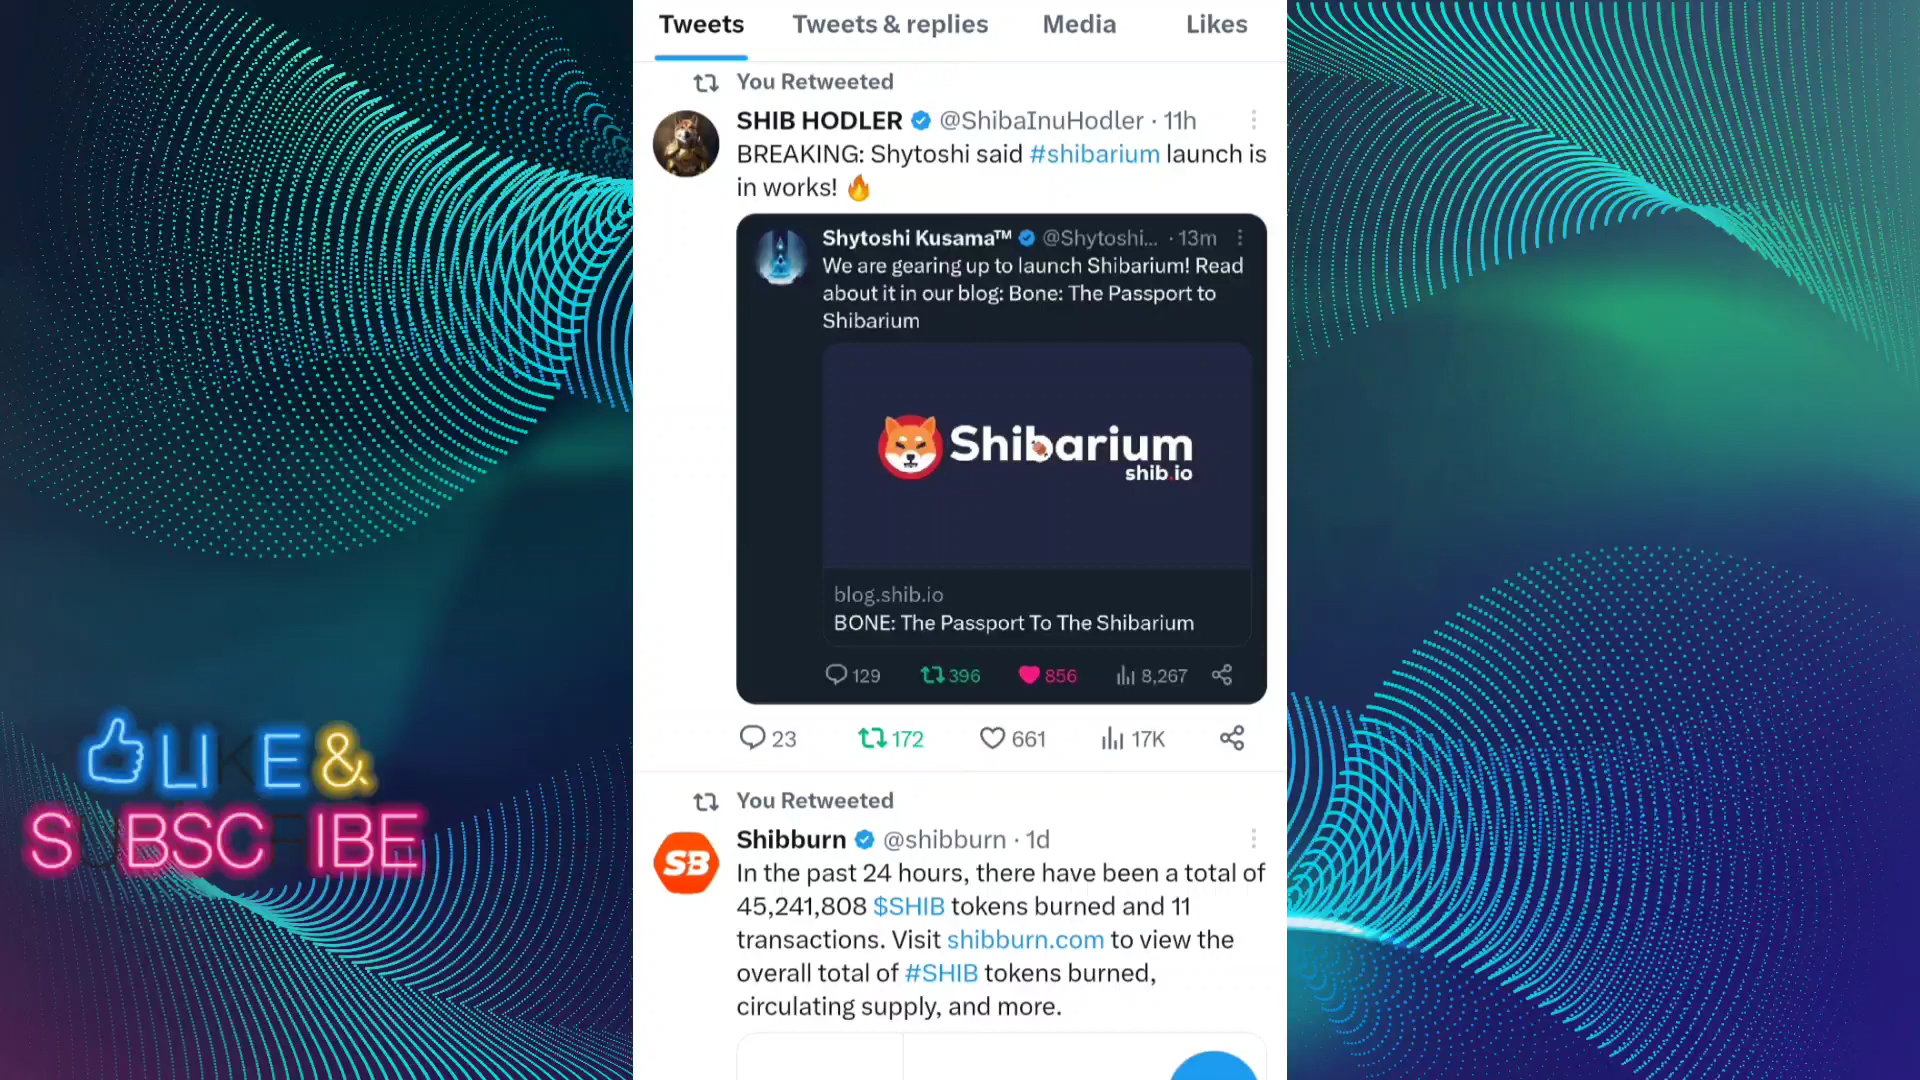 Tweets Tweets & replies Media Likes
You Retweeted
SHIB HODLER @ShibaInuHodler · 11h
BREAKING: Shytoshi said #shibarium launch is
in works! 🔥
Shytoshi Kusama™ @Shytoshi... · 13m
We are gearing up to launch Shibarium! Read
about it in our blog: Bone: The Passport to
Shibarium
Shibarium
shib.io
blog.shib.io
BONE: The Passport To The Shibarium
129 396 856 8,267
23 172 661 17K
You Retweeted
SB
Shibburn @shibburn · 1d
In the past 24 hours, there have been a total of
45,241,808 $SHIB tokens burned and 11
transactions. Visit shibburn.com to view the
overall total of #SHIB tokens burned,
circulating supply, and more.
LIKE &
SUBSCRIBE